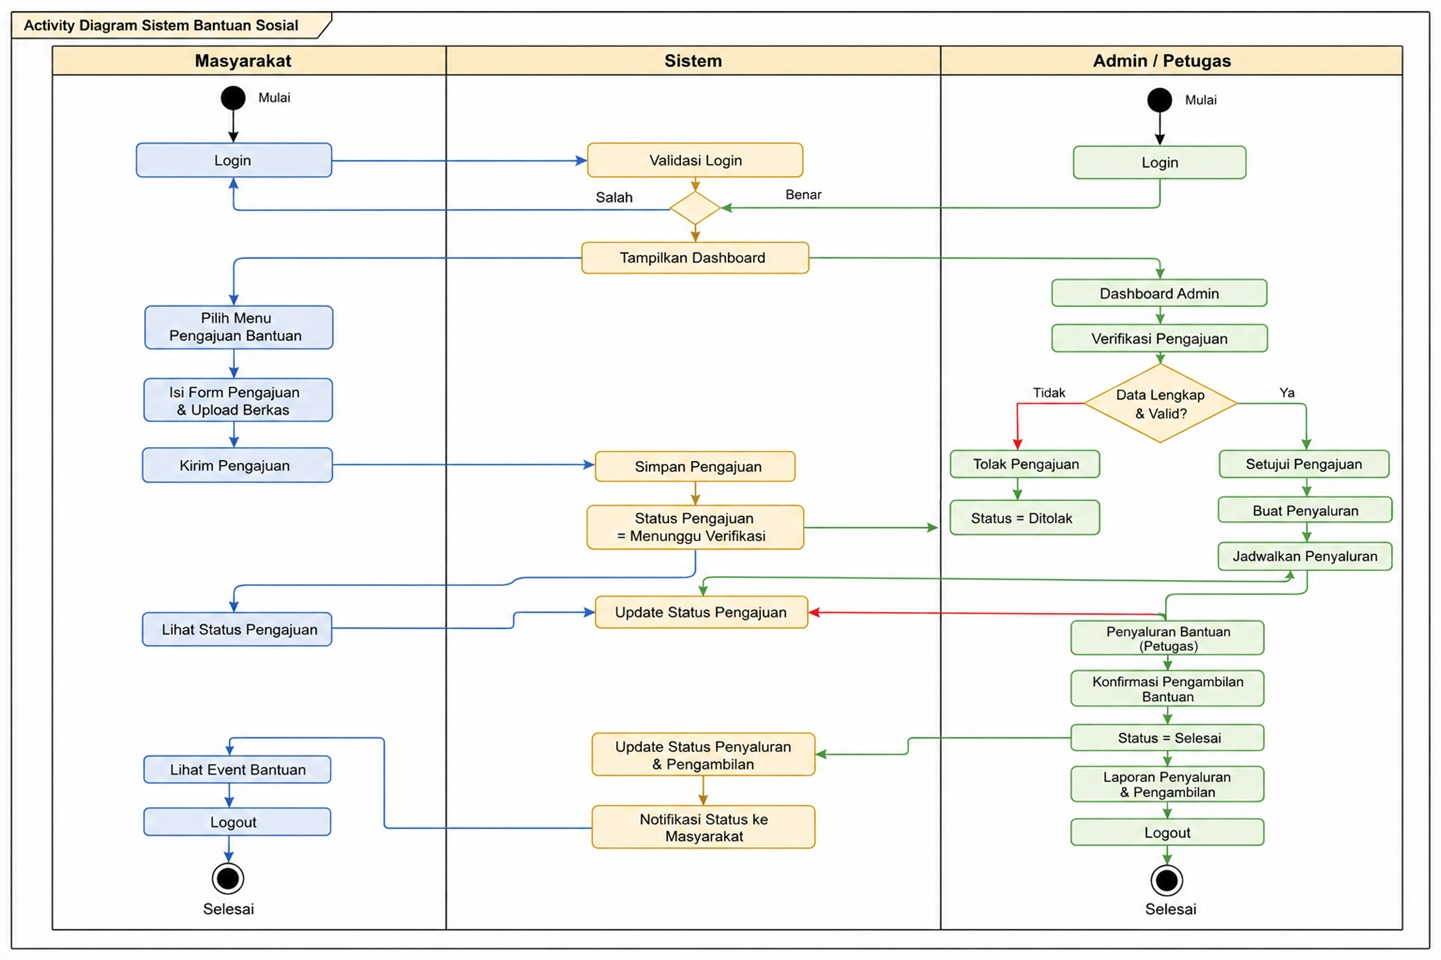 Activity Diagram Sistem Bantuan Sosial
Masyarakat
Sistem
Admin / Petugas
Mulai
Mulai
Login
Validasi Login
Login
Salah
Benar
Tampilkan Dashboard
Dashboard Admin
Pilih Menu
Pengajuan Bantuan
Verifikasi Pengajuan
Isi Form Pengajuan
& Upload Berkas
Tidak
Data Lengkap
& Valid?
Ya
Kirim Pengajuan
Simpan Pengajuan
Tolak Pengajuan
Setujui Pengajuan
Status Pengajuan
= Menunggu Verifikasi
Status = Ditolak
Buat Penyaluran
Jadwalkan Penyaluran
Lihat Status Pengajuan
Update Status Pengajuan
Penyaluran Bantuan
(Petugas)
Konfirmasi Pengambilan
Bantuan
Update Status Penyaluran
& Pengambilan
Status = Selesai
Lihat Event Bantuan
Laporan Penyaluran
& Pengambilan
Logout
Notifikasi Status ke
Masyarakat
Logout
Selesai
Selesai